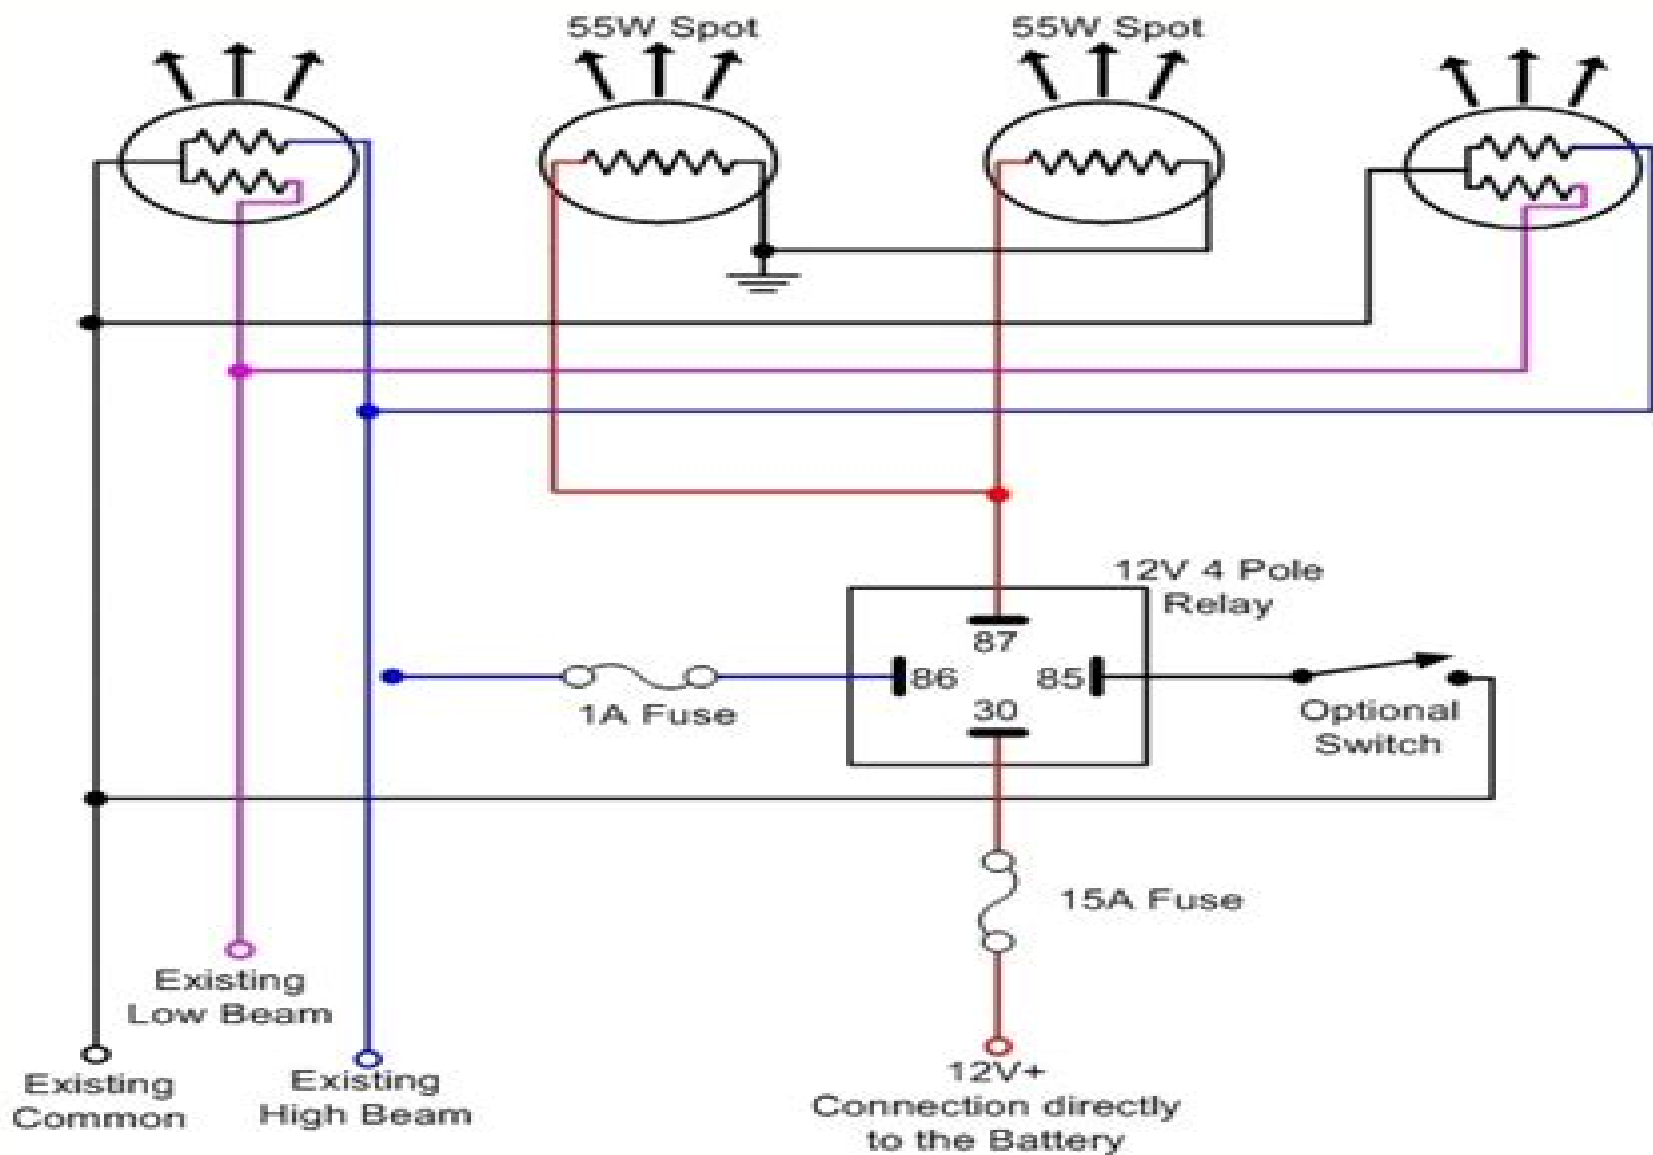 55W Spot
55W Spot
12V 4 Pole
Relay
87
86
85
30
1A Fuse
Optional
Switch
15A Fuse
Existing
Low Beam
Existing
Common
Existing
High Beam
12V+
Connection directly
to the Battery